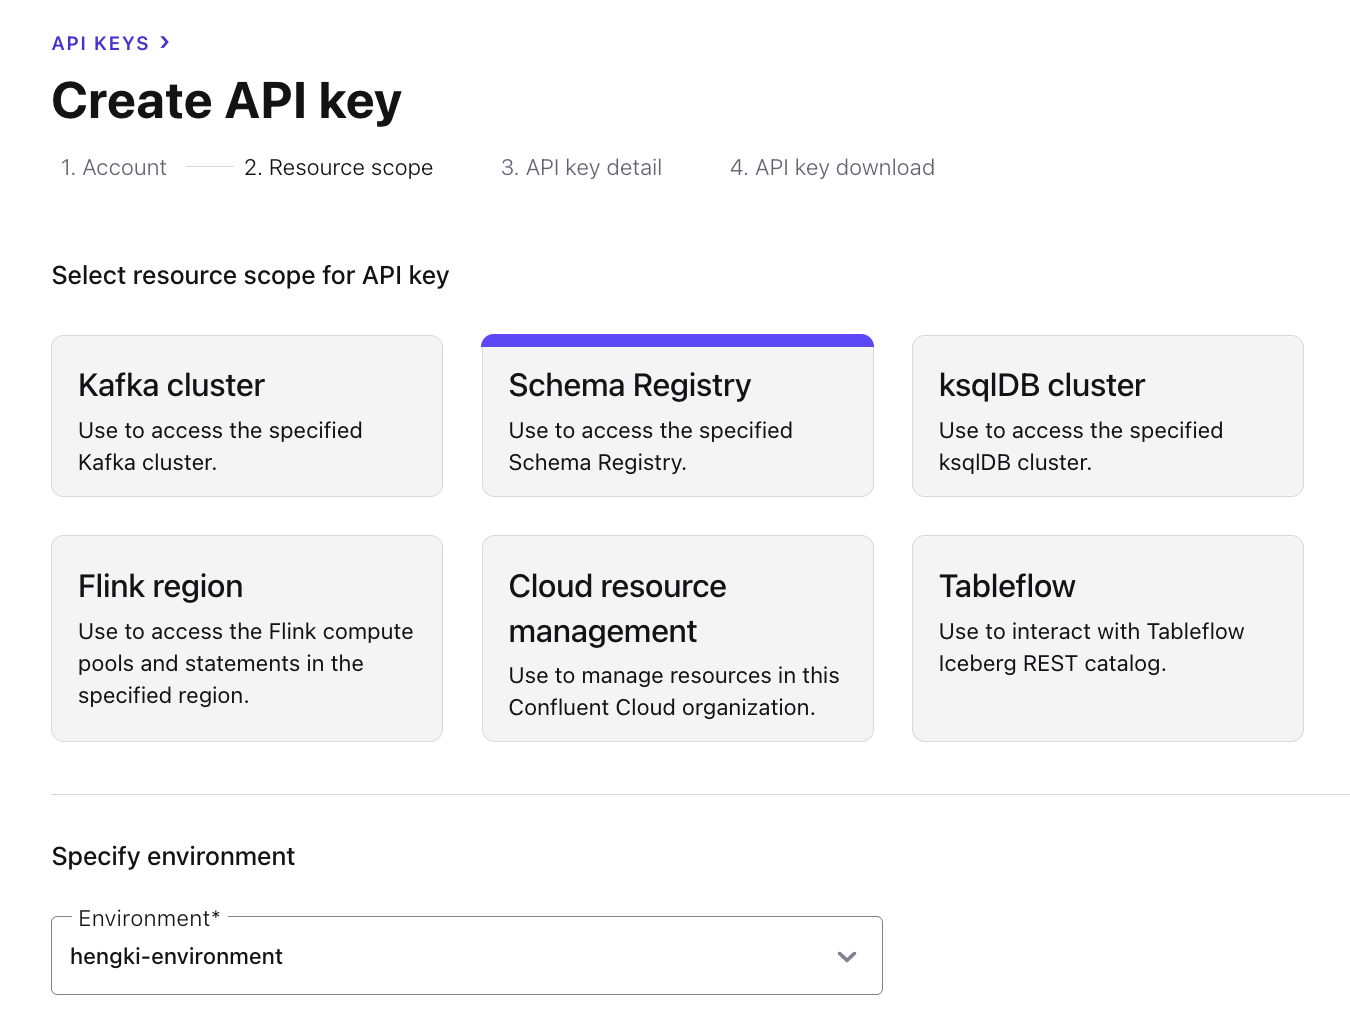 API KEYS
Create API key
1. Account
2. Resource scope
3. API key detail
4. API key download
Select resource scope for API key
Kafka cluster
Use to access the specified
Kafka cluster.
Schema Registry
Use to access the specified
Schema Registry.
ksqlDB cluster
Use to access the specified
ksqlDB cluster.
Flink region
Use to access the Flink compute
pools and statements in the
specified region.
Cloud resource
management
Use to manage resources in this
Confluent Cloud organization.
Tableflow
Use to interact with Tableflow
Iceberg REST catalog.
Specify environment
Environment*
hengki-environment